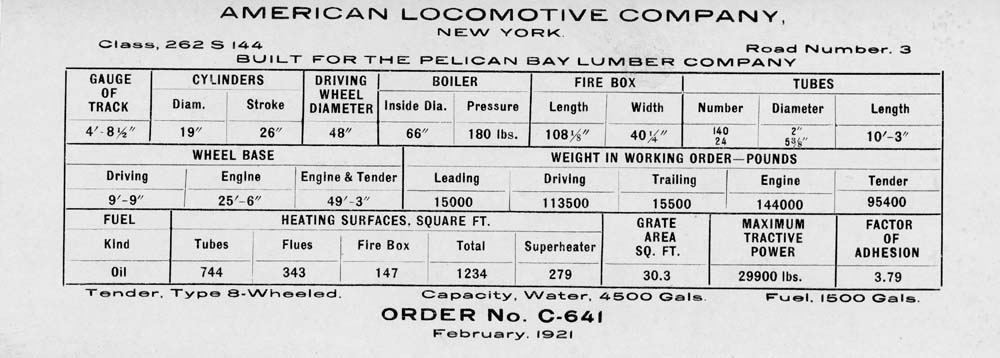 AMERICAN LOCOMOTIVE COMPANY,
NEW YORK.
Class, 262 S 144 Road Number. 3
BUILT FOR THE PELICAN BAY LUMBER COMPANY
GAUGE OF TRACK CYLINDERS DRIVING WHEEL DIAMETER BOILER FIRE BOX TUBES
Diam. Stroke Inside Dia. Pressure Length Width Number Diameter Length
4'-8½" 19" 26" 48" 66" 180 lbs. 108⅛" 40¼" 140 2" 10'-3"
24 5⅜"
WHEEL BASE WEIGHT IN WORKING ORDER—POUNDS
Driving Engine Engine & Tender Leading Driving Trailing Engine Tender
9'-9" 25'-6" 49'-3" 15000 113500 15500 144000 95400
FUEL HEATING SURFACES, SQUARE FT. GRATE AREA SQ. FT. MAXIMUM TRACTIVE POWER FACTOR OF ADHESION
Kind Tubes Flues Fire Box Total Superheater
Oil 744 343 147 1234 279 30.3 29900 lbs. 3.79
Tender, Type 8-Wheeled. Capacity, Water, 4500 Gals. Fuel, 1500 Gals.
ORDER No. C-641
February, 1921